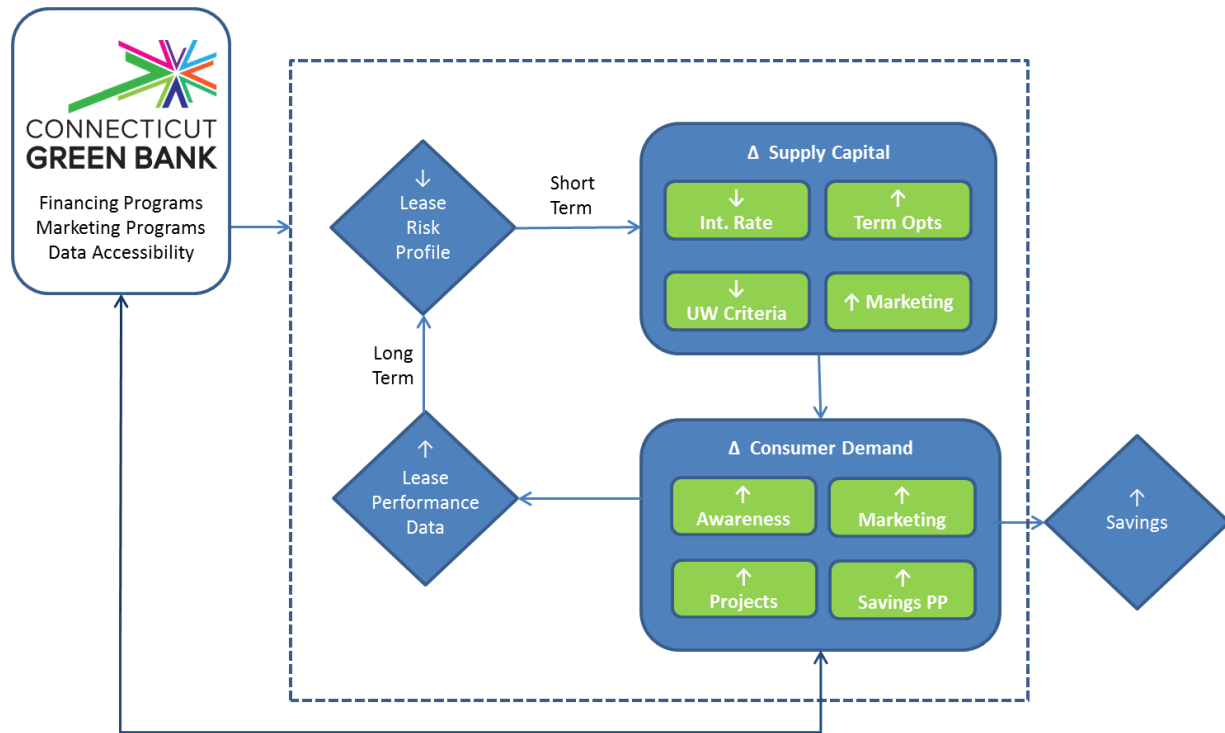 CONNECTICUT
GREEN BANK
Financing Programs
Marketing Programs
Data Accessibility
↓
Lease
Risk
Profile
Short
Term
Δ Supply Capital
↓
Int. Rate
↑
Term Opts
↓
UW Criteria
↑ Marketing
Long
Term
↑
Lease
Performance
Data
Δ Consumer Demand
↑
Awareness
↑
Marketing
↑
Projects
↑
Savings PP
↑
Savings